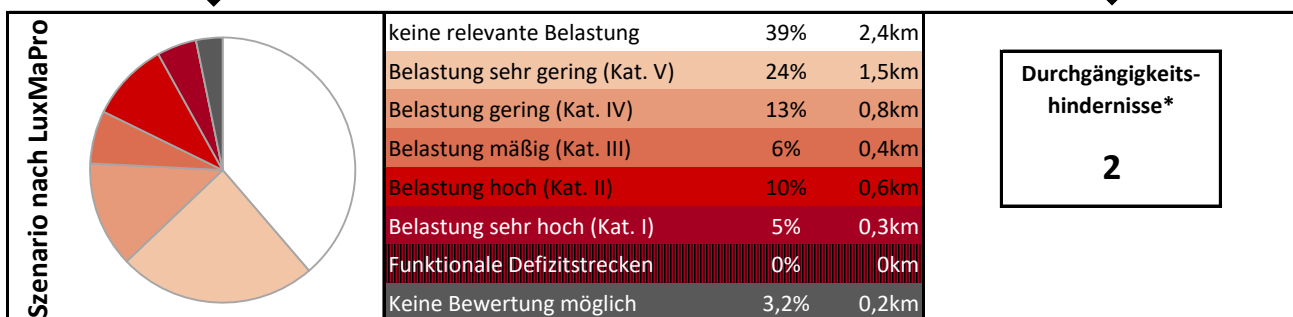 Szenario nach LuxMaPro
keine relevante Belastung 39% 2,4km
Belastung sehr gering (Kat. V) 24% 1,5km
Belastung gering (Kat. IV) 13% 0,8km
Belastung mäßig (Kat. III) 6% 0,4km
Belastung hoch (Kat. II) 10% 0,6km
Belastung sehr hoch (Kat. I) 5% 0,3km
Funktionale Defizitstrecken 0% 0km
Keine Bewertung möglich 3,2% 0,2km
Durchgängigkeits-
hindernisse*
2